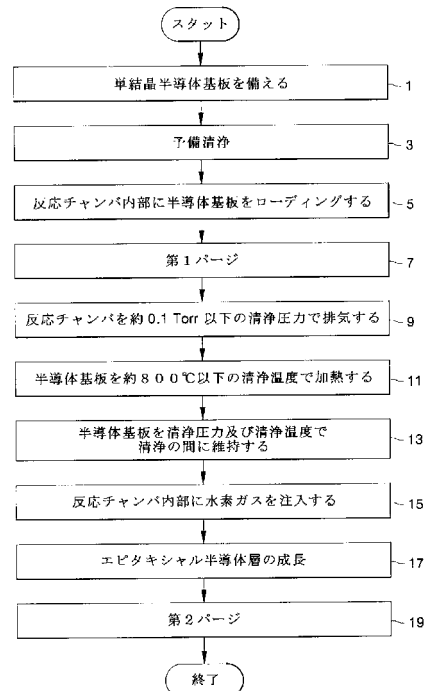 スタット
単結晶半導体基板を備える
1
予備清浄
3
反応チャンバ内部に半導体基板をローディングする
5
第1パージ
7
反応チャンバを約 0.1 Torr 以下の清浄圧力で排気する
9
半導体基板を約800℃以下の清浄温度で加熱する
11
半導体基板を清浄圧力及び清浄温度で
清浄の間に維持する
13
反応チャンバ内部に水素ガスを注入する
15
エピタキシャル半導体層の成長
17
第2パージ
19
終了